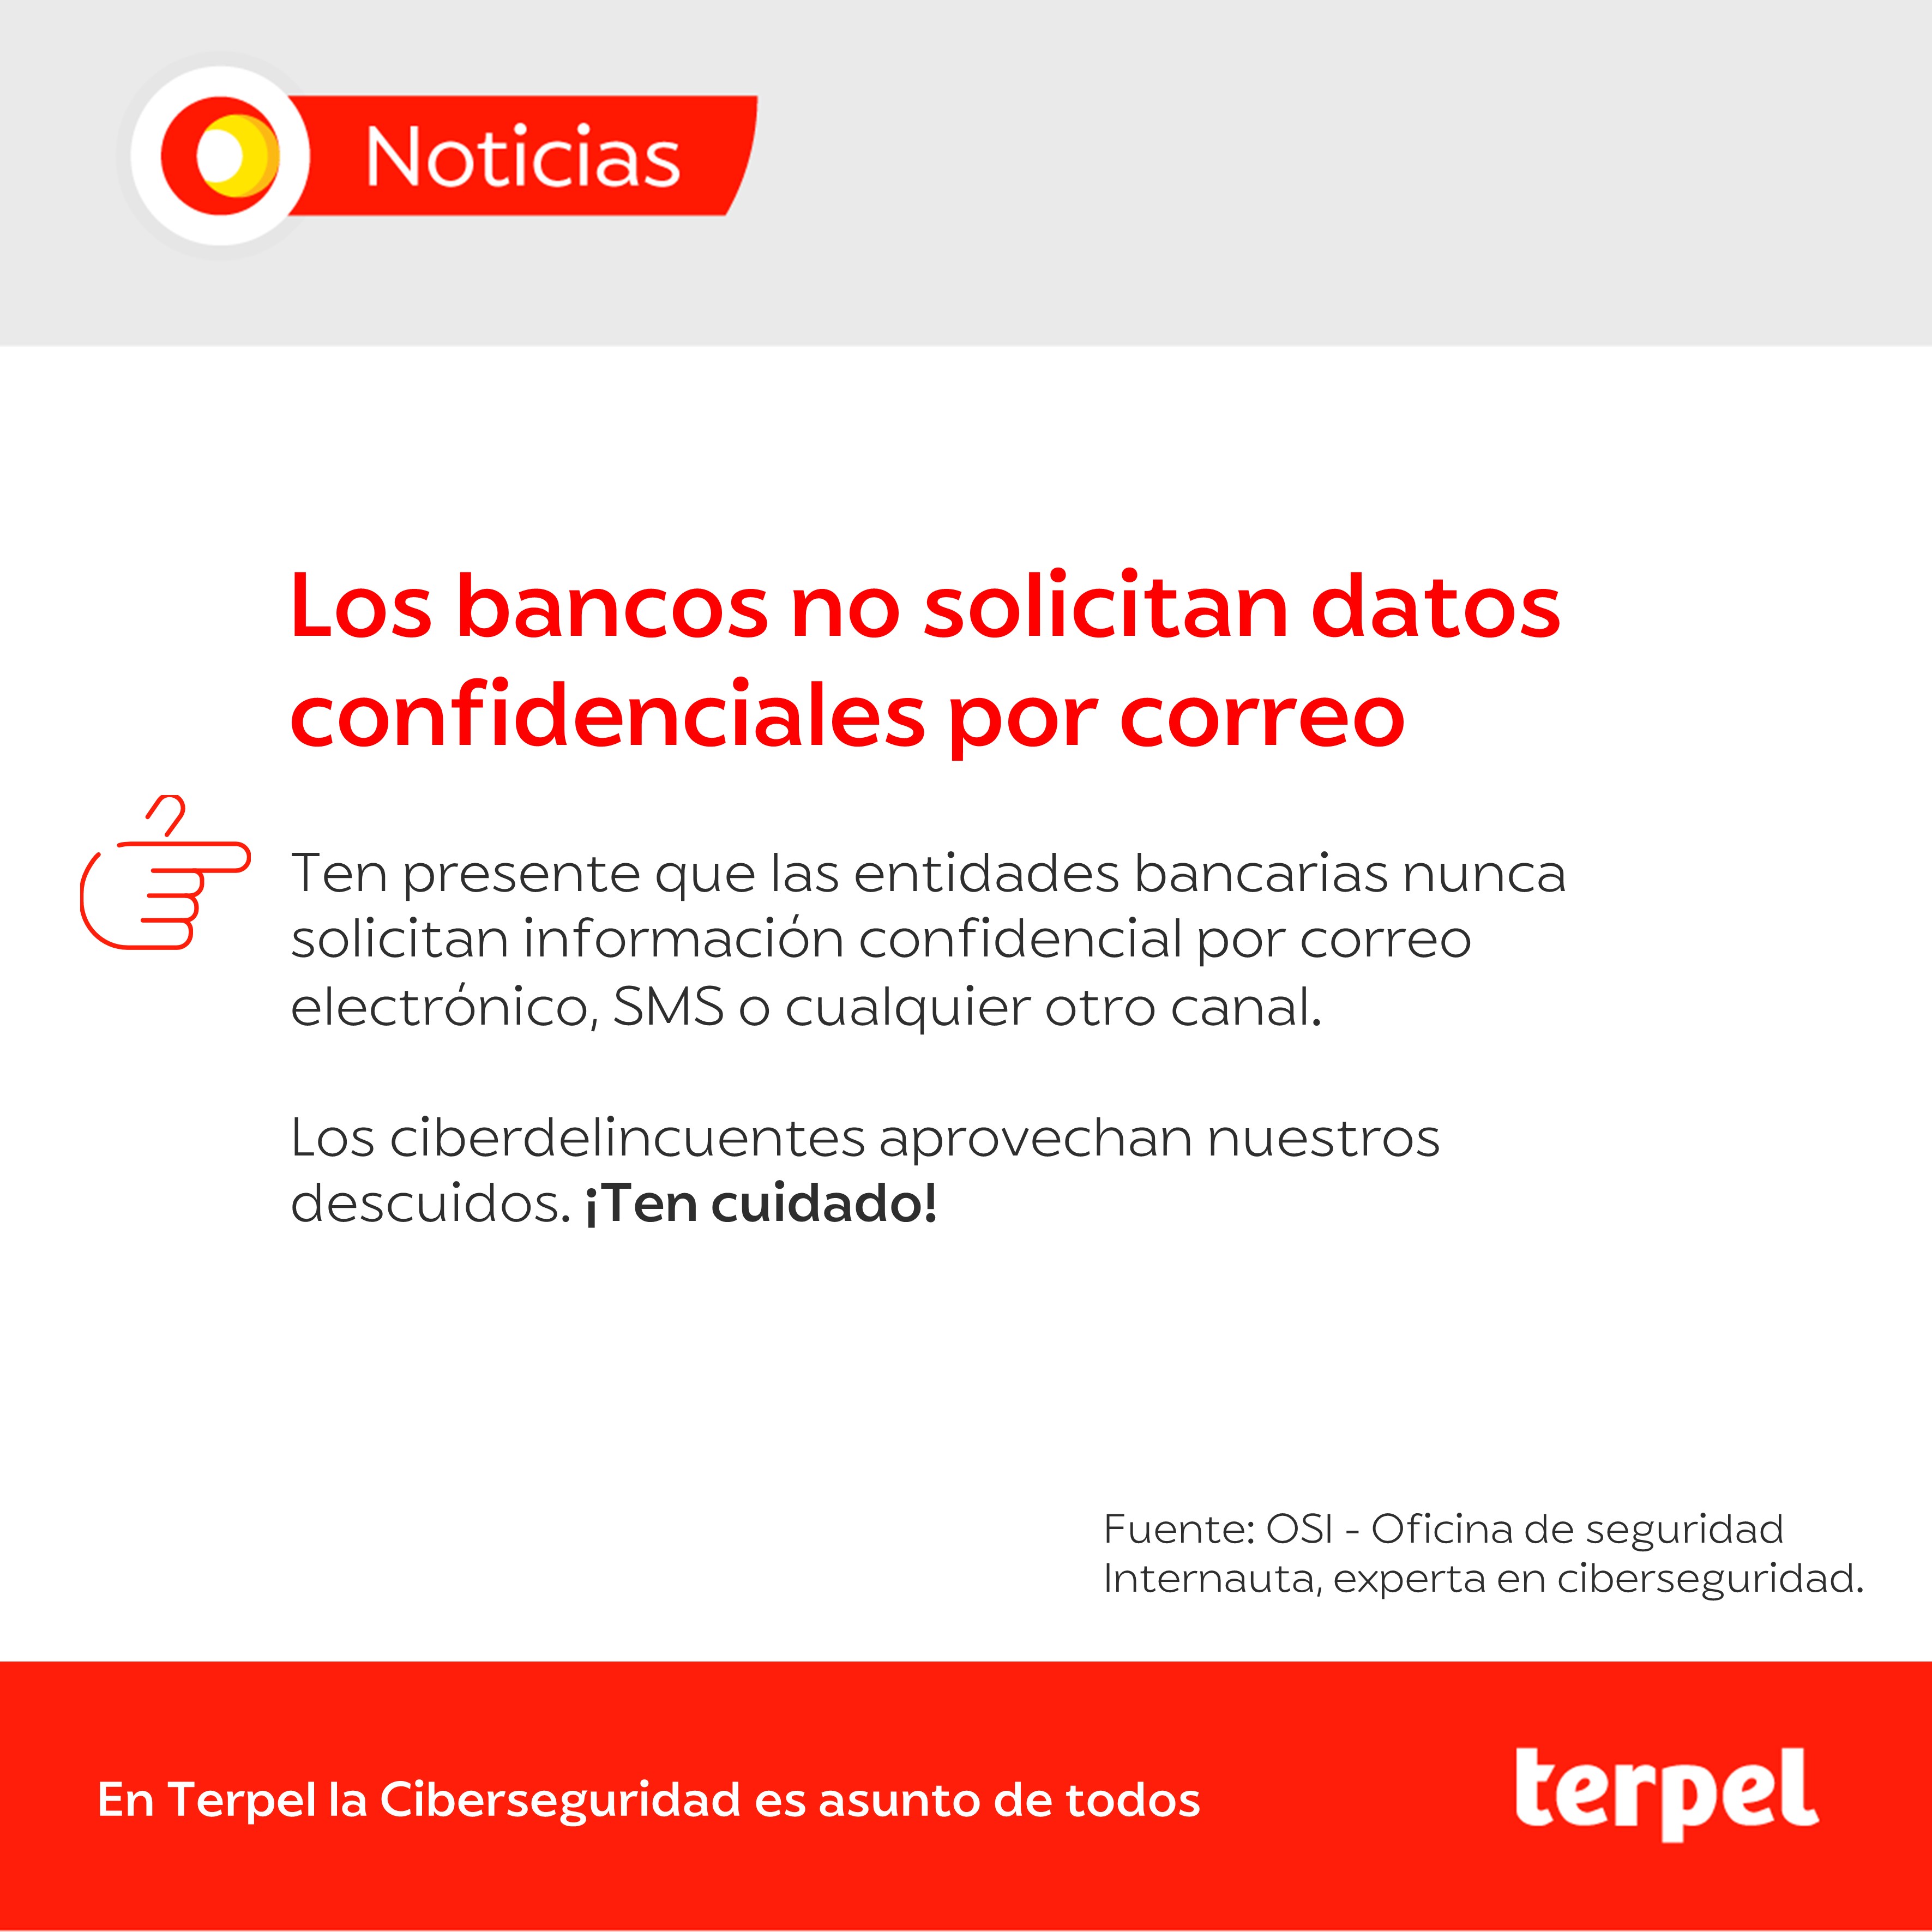 Noticias
Los bancos no solicitan datos
confidenciales por correo
Ten presente que las entidades bancarias nunca
solicitan información confidencial por correo
electrónico, SMS o cualquier otro canal.
Los ciberdelincuentes aprovechan nuestros
descuidos. ¡Ten cuidado!
Fuente: OSI - Oficina de seguridad
Internauta, experta en ciberseguridad.
En Terpel la Ciberseguridad es asunto de todos
terpel